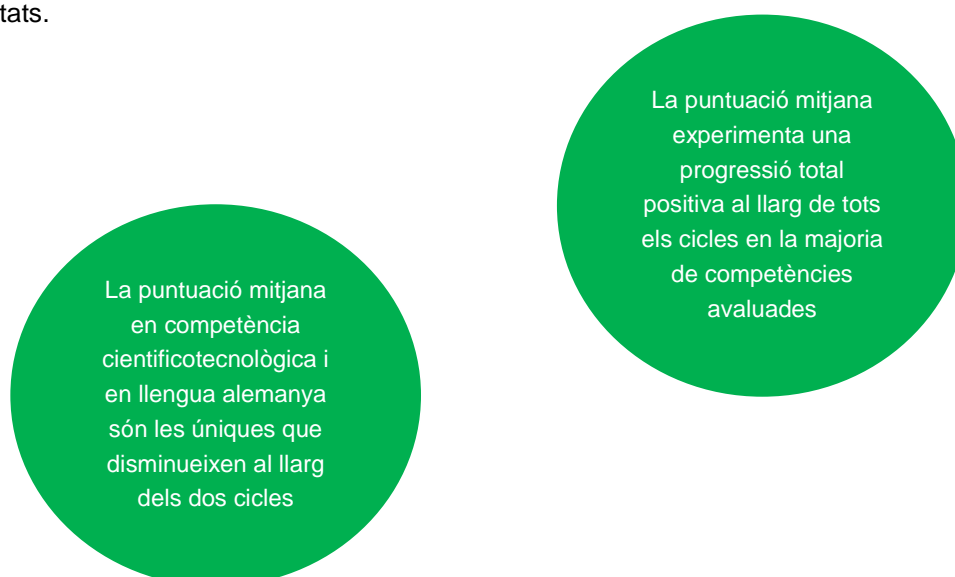 tats.
La puntuació mitjana
experimenta una
progressió total
positiva al llarg de tots
els cicles en la majoria
de competències
avaluades
La puntuació mitjana
en competència
cientificotecnològica i
en llengua alemanya
són les úniques que
disminueixen al llarg
dels dos cicles